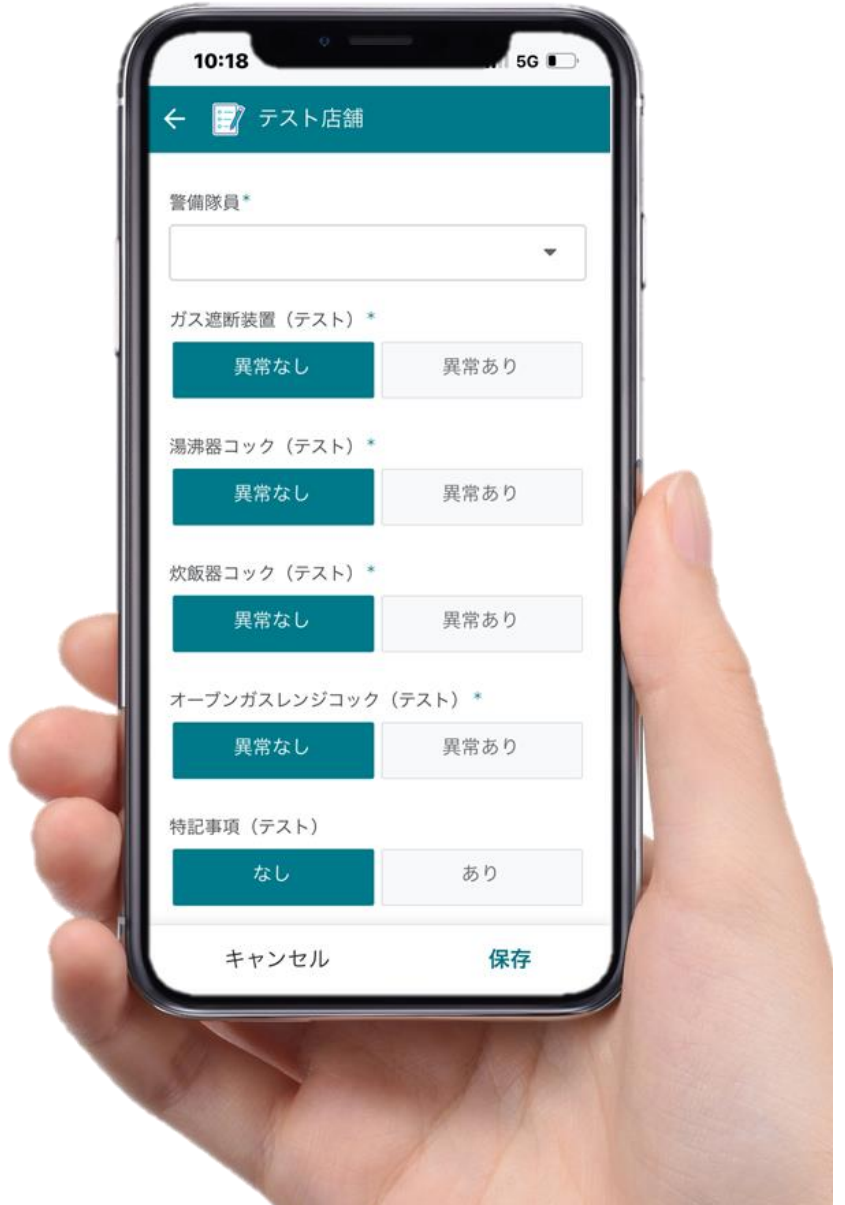 10:18 5G
テスト店舗
警備隊員*
ガス遮断装置（テスト）*
異常なし 異常あり
湯沸器コック（テスト）*
異常なし 異常あり
炊飯器コック（テスト）*
異常なし 異常あり
オーブンガスレンジコック（テスト）*
異常なし 異常あり
特記事項（テスト）
なし あり
キャンセル 保存